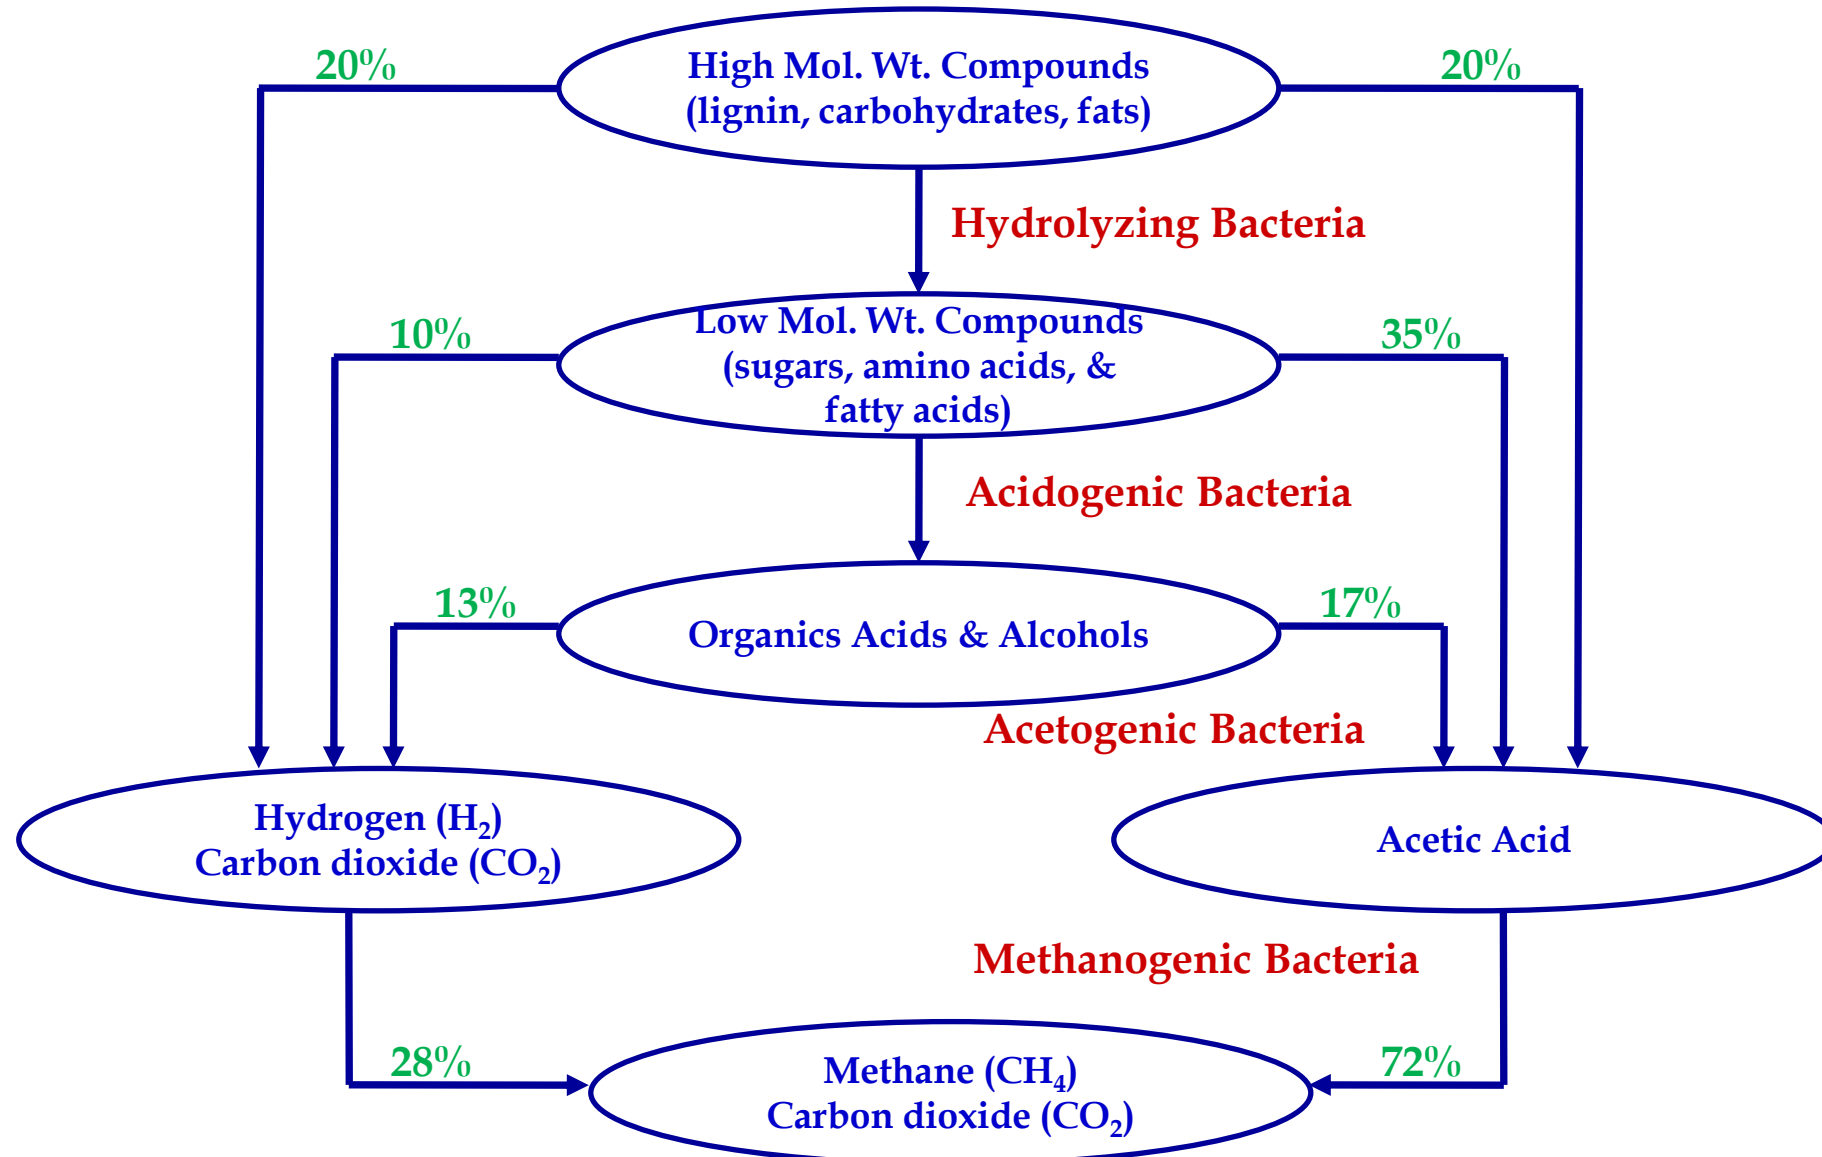 20%
High Mol. Wt. Compounds
(lignin, carbohydrates, fats)
20%
Hydrolyzing Bacteria
10%
Low Mol. Wt. Compounds
(sugars, amino acids, &
fatty acids)
35%
Acidogenic Bacteria
13%
Organics Acids & Alcohols
17%
Acetogenic Bacteria
Hydrogen (H₂)
Carbon dioxide (CO₂)
Acetic Acid
Methanogenic Bacteria
28%
Methane (CH₄)
Carbon dioxide (CO₂)
72%